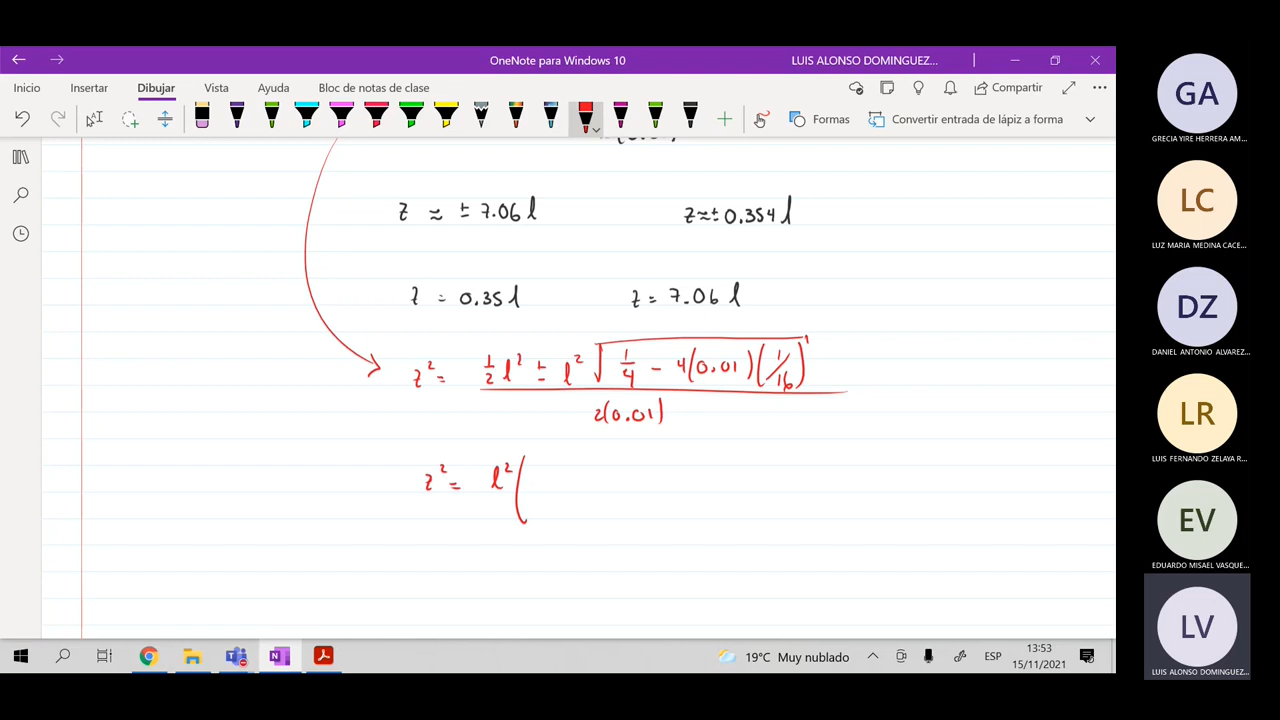 OneNote para Windows 10
LUIS ALONSO DOMINGUEZ...
Inicio Insertar Dibujar Vista Ayuda Bloc de notas de clase
Compartir
Formas
Convertir entrada de lápiz a forma
z ≈ ± 7.06 l
z ≈ ± 0.354 l
z = 0.35 l
z = 7.06 l
z² = ½ l² ± l² √(1/4 - 4(0.01)(1/16))
2(0.01)
z² = l² (
GA
GRECIA YIRE HERRERA AM...
LC
LUZ MARIA MEDINA CACE...
DZ
DANIEL ANTONIO ALVAREZ...
LR
LUIS FERNANDO ZELAYA R...
EV
EDUARDO MISAEL VASQUE...
LV
LUIS ALONSO DOMINGUEZ...
19°C Muy nublado
ESP
13:53
15/11/2021